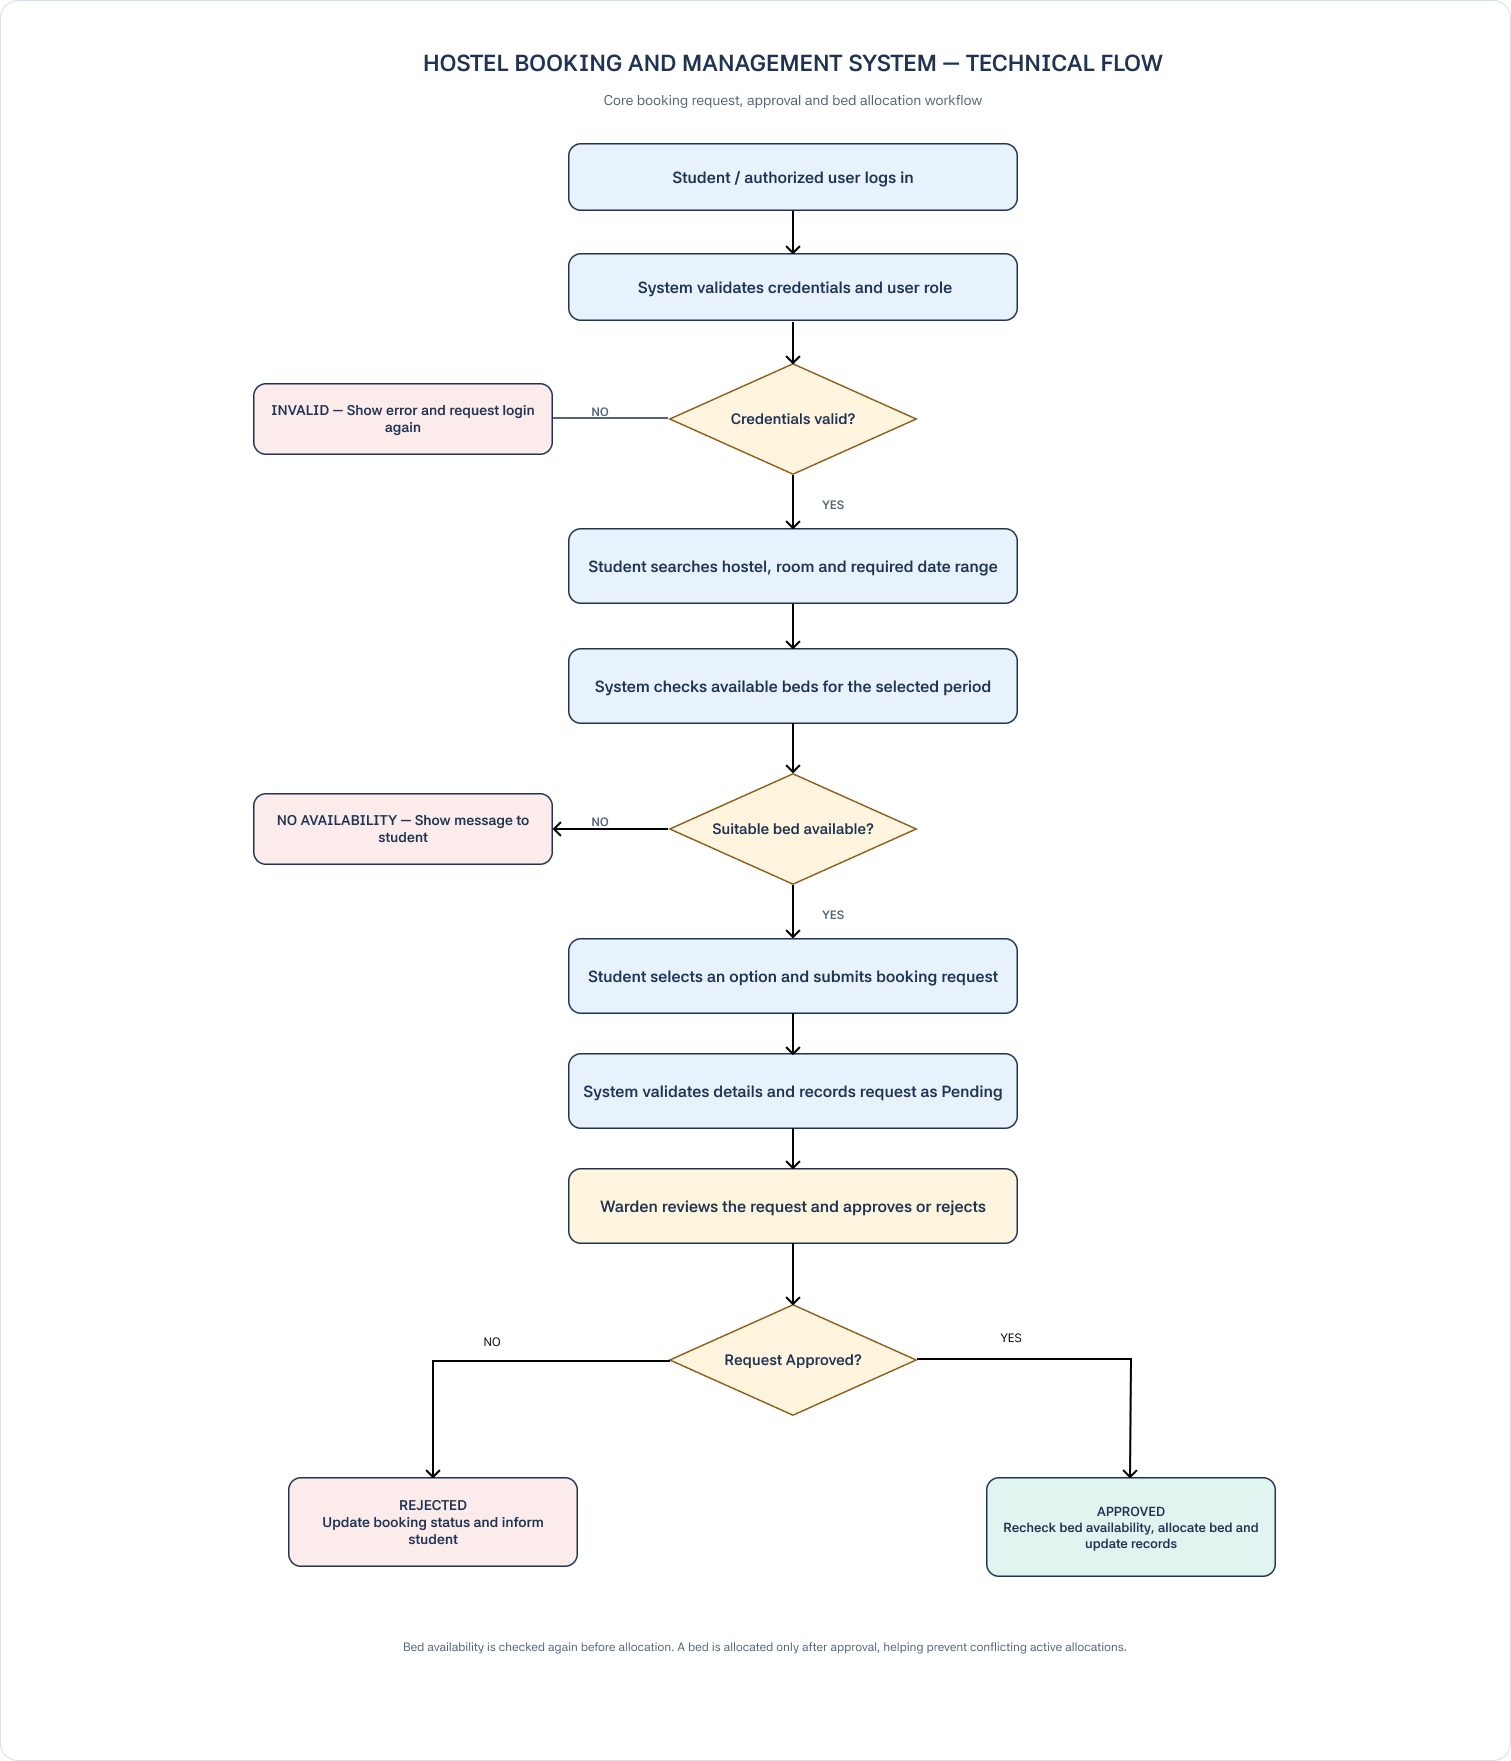 HOSTEL BOOKING AND MANAGEMENT SYSTEM — TECHNICAL FLOW
Core booking request, approval and bed allocation workflow
Student / authorized user logs in
System validates credentials and user role
INVALID — Show error and request login
again
NO
Credentials valid?
YES
Student searches hostel, room and required date range
System checks available beds for the selected period
NO AVAILABILITY — Show message to
student
NO
Suitable bed available?
YES
Student selects an option and submits booking request
System validates details and records request as Pending
Warden reviews the request and approves or rejects
NO
YES
Request Approved?
REJECTED
Update booking status and inform
student
APPROVED
Recheck bed availability, allocate bed and
update records
Bed availability is checked again before allocation. A bed is allocated only after approval, helping prevent conflicting active allocations.